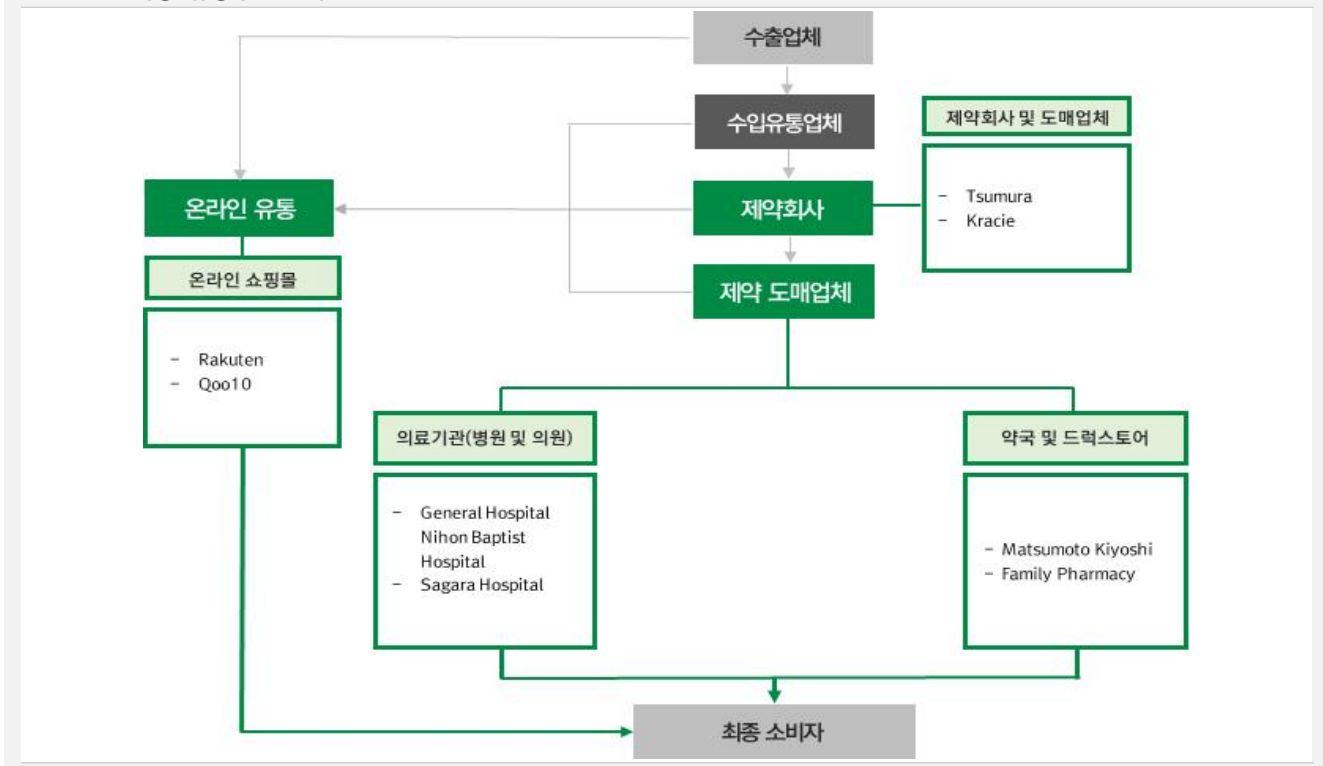 수출업체
수입유통업체
제약회사 및 도매업체
- Tsumura
- Kracie
온라인 유통
제약회사
온라인 쇼핑몰
제약 도매업체
- Rakuten
- Qoo10
의료기관(병원 및 의원)
약국 및 드럭스토어
- General Hospital
Nihon Baptist
Hospital
- Sagara Hospital
- Matsumoto Kiyoshi
- Family Pharmacy
최종 소비자